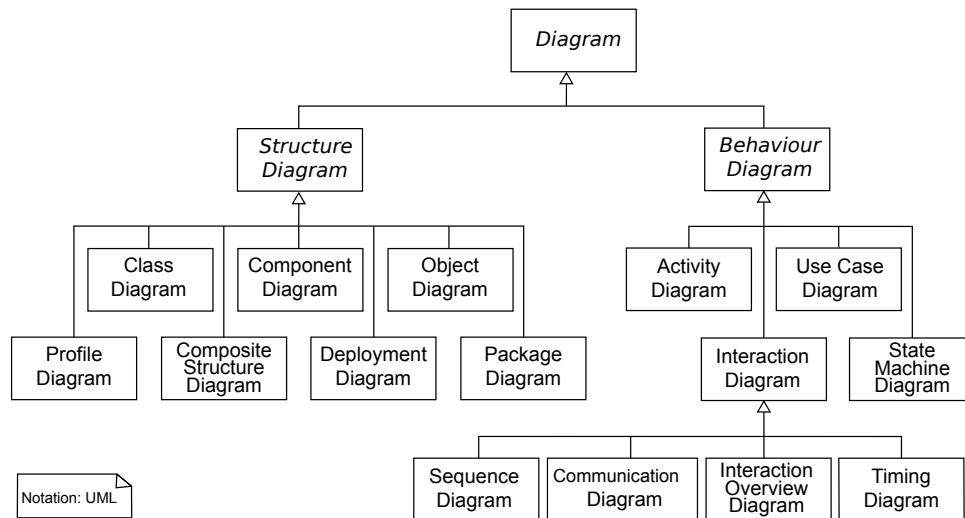 Diagram
Structure
Diagram
Behaviour
Diagram
Class
Diagram
Component
Diagram
Object
Diagram
Activity
Diagram
Use Case
Diagram
Profile
Diagram
Composite
Structure
Diagram
Deployment
Diagram
Package
Diagram
Interaction
Diagram
State
Machine
Diagram
Sequence
Diagram
Communication
Diagram
Interaction
Overview
Diagram
Timing
Diagram
Notation: UML